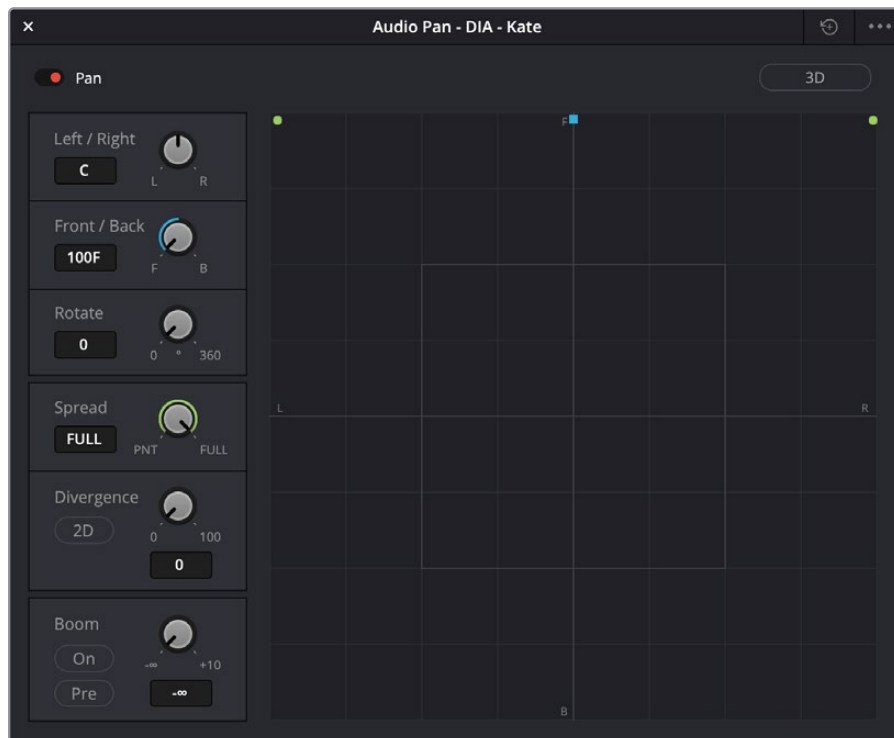 Audio Pan - DIA - Kate
Pan
3D
Left / Right
C
L R
Front / Back
100F
F B
Rotate
0
0 ° 360
Spread
FULL
PNT FULL
Divergence
2D
0 100
0
Boom
On
-∞ +10
Pre
-∞
F
L R
B